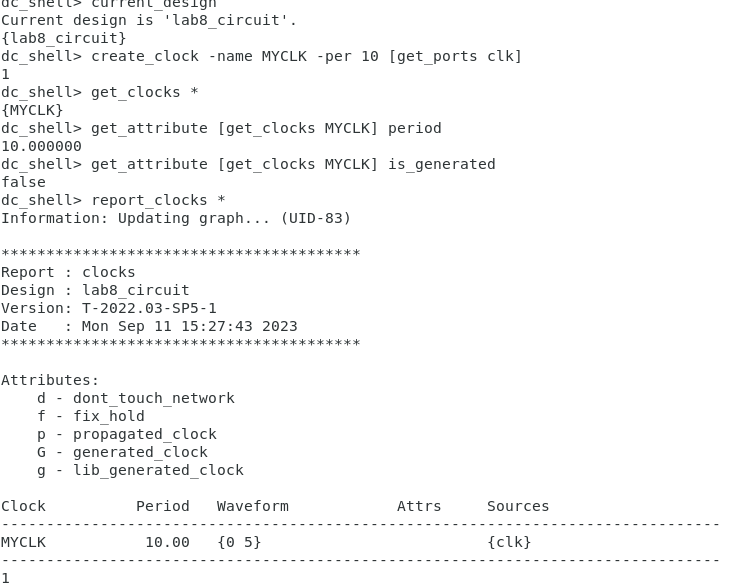 dc_shell> current_design
Current design is 'lab8_circuit'.
{lab8_circuit}
dc_shell> create_clock -name MYCLK -per 10 [get_ports clk]
1
dc_shell> get_clocks *
{MYCLK}
dc_shell> get_attribute [get_clocks MYCLK] period
10.000000
dc_shell> get_attribute [get_clocks MYCLK] is_generated
false
dc_shell> report_clocks *
Information: Updating graph... (UID-83)

****************************************
Report : clocks
Design : lab8_circuit
Version: T-2022.03-SP5-1
Date   : Mon Sep 11 15:27:43 2023
****************************************

Attributes:
    d - dont_touch_network
    f - fix_hold
    p - propagated_clock
    G - generated_clock
    g - lib_generated_clock

Clock          Period   Waveform            Attrs     Sources
--------------------------------------------------------------------------------
MYCLK           10.00   {0 5}                         {clk}
--------------------------------------------------------------------------------
1